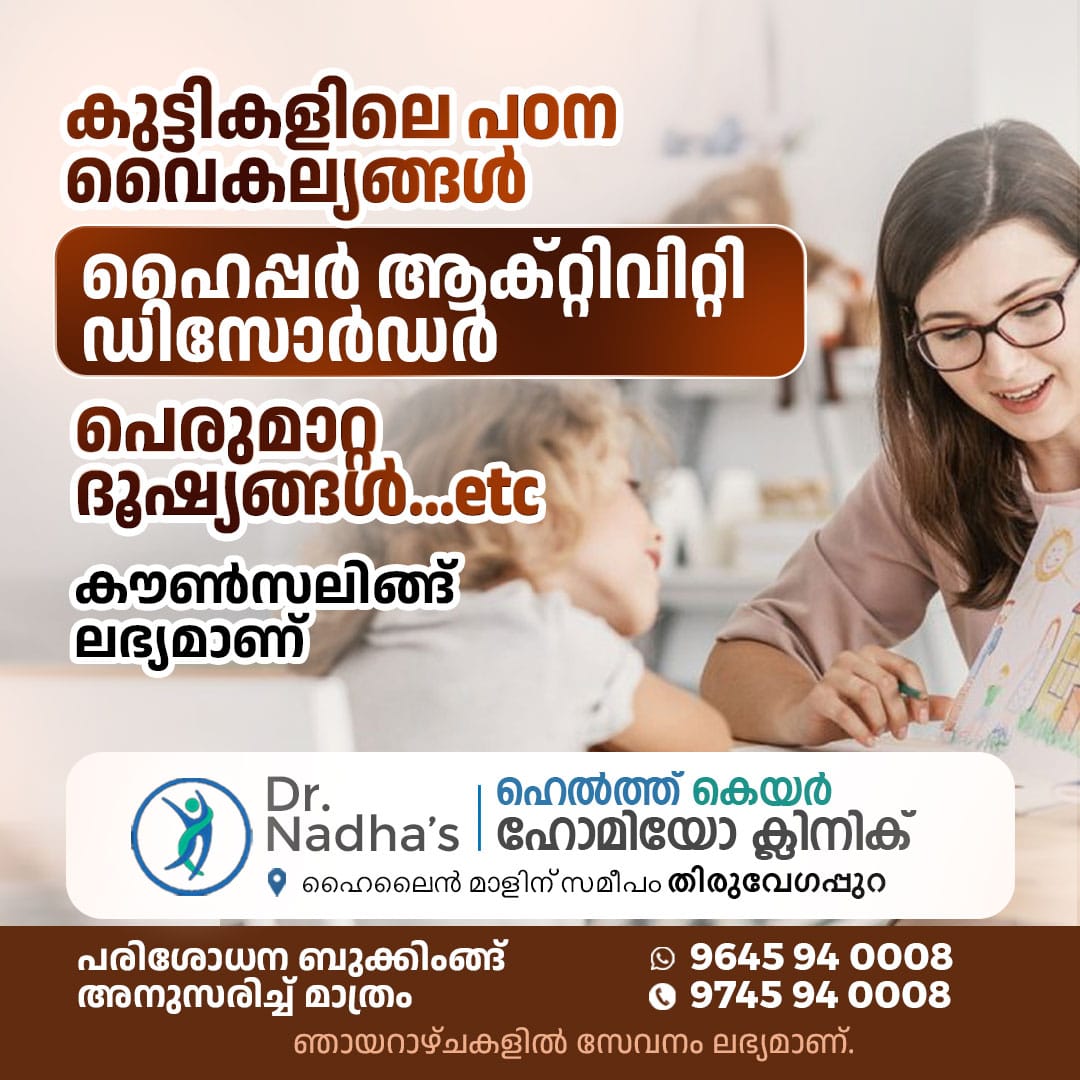 കുട്ടികളിലെ പഠന
വൈകല്യങ്ങൾ
ഹൈപ്പർ ആക്റ്റിവിറ്റി
ഡിസോർഡർ
പെരുമാറ്റ
ദൂഷ്യങ്ങൾ...etc
കൗൺസലിങ്ങ്
ലഭ്യമാണ്
Dr.
Nadha's
ഹെൽത്ത് കെയർ
ഹോമിയോ ക്ലിനിക്
ഹൈലൈൻ മാളിന് സമീപം തിരുവേഗപ്പുറ
പരിശോധന ബുക്കിംങ്ങ്
അനുസരിച്ച് മാത്രം
9645 94 0008
9745 94 0008
ഞായറാഴ്ചകളിൽ സേവനം ലഭ്യമാണ്.